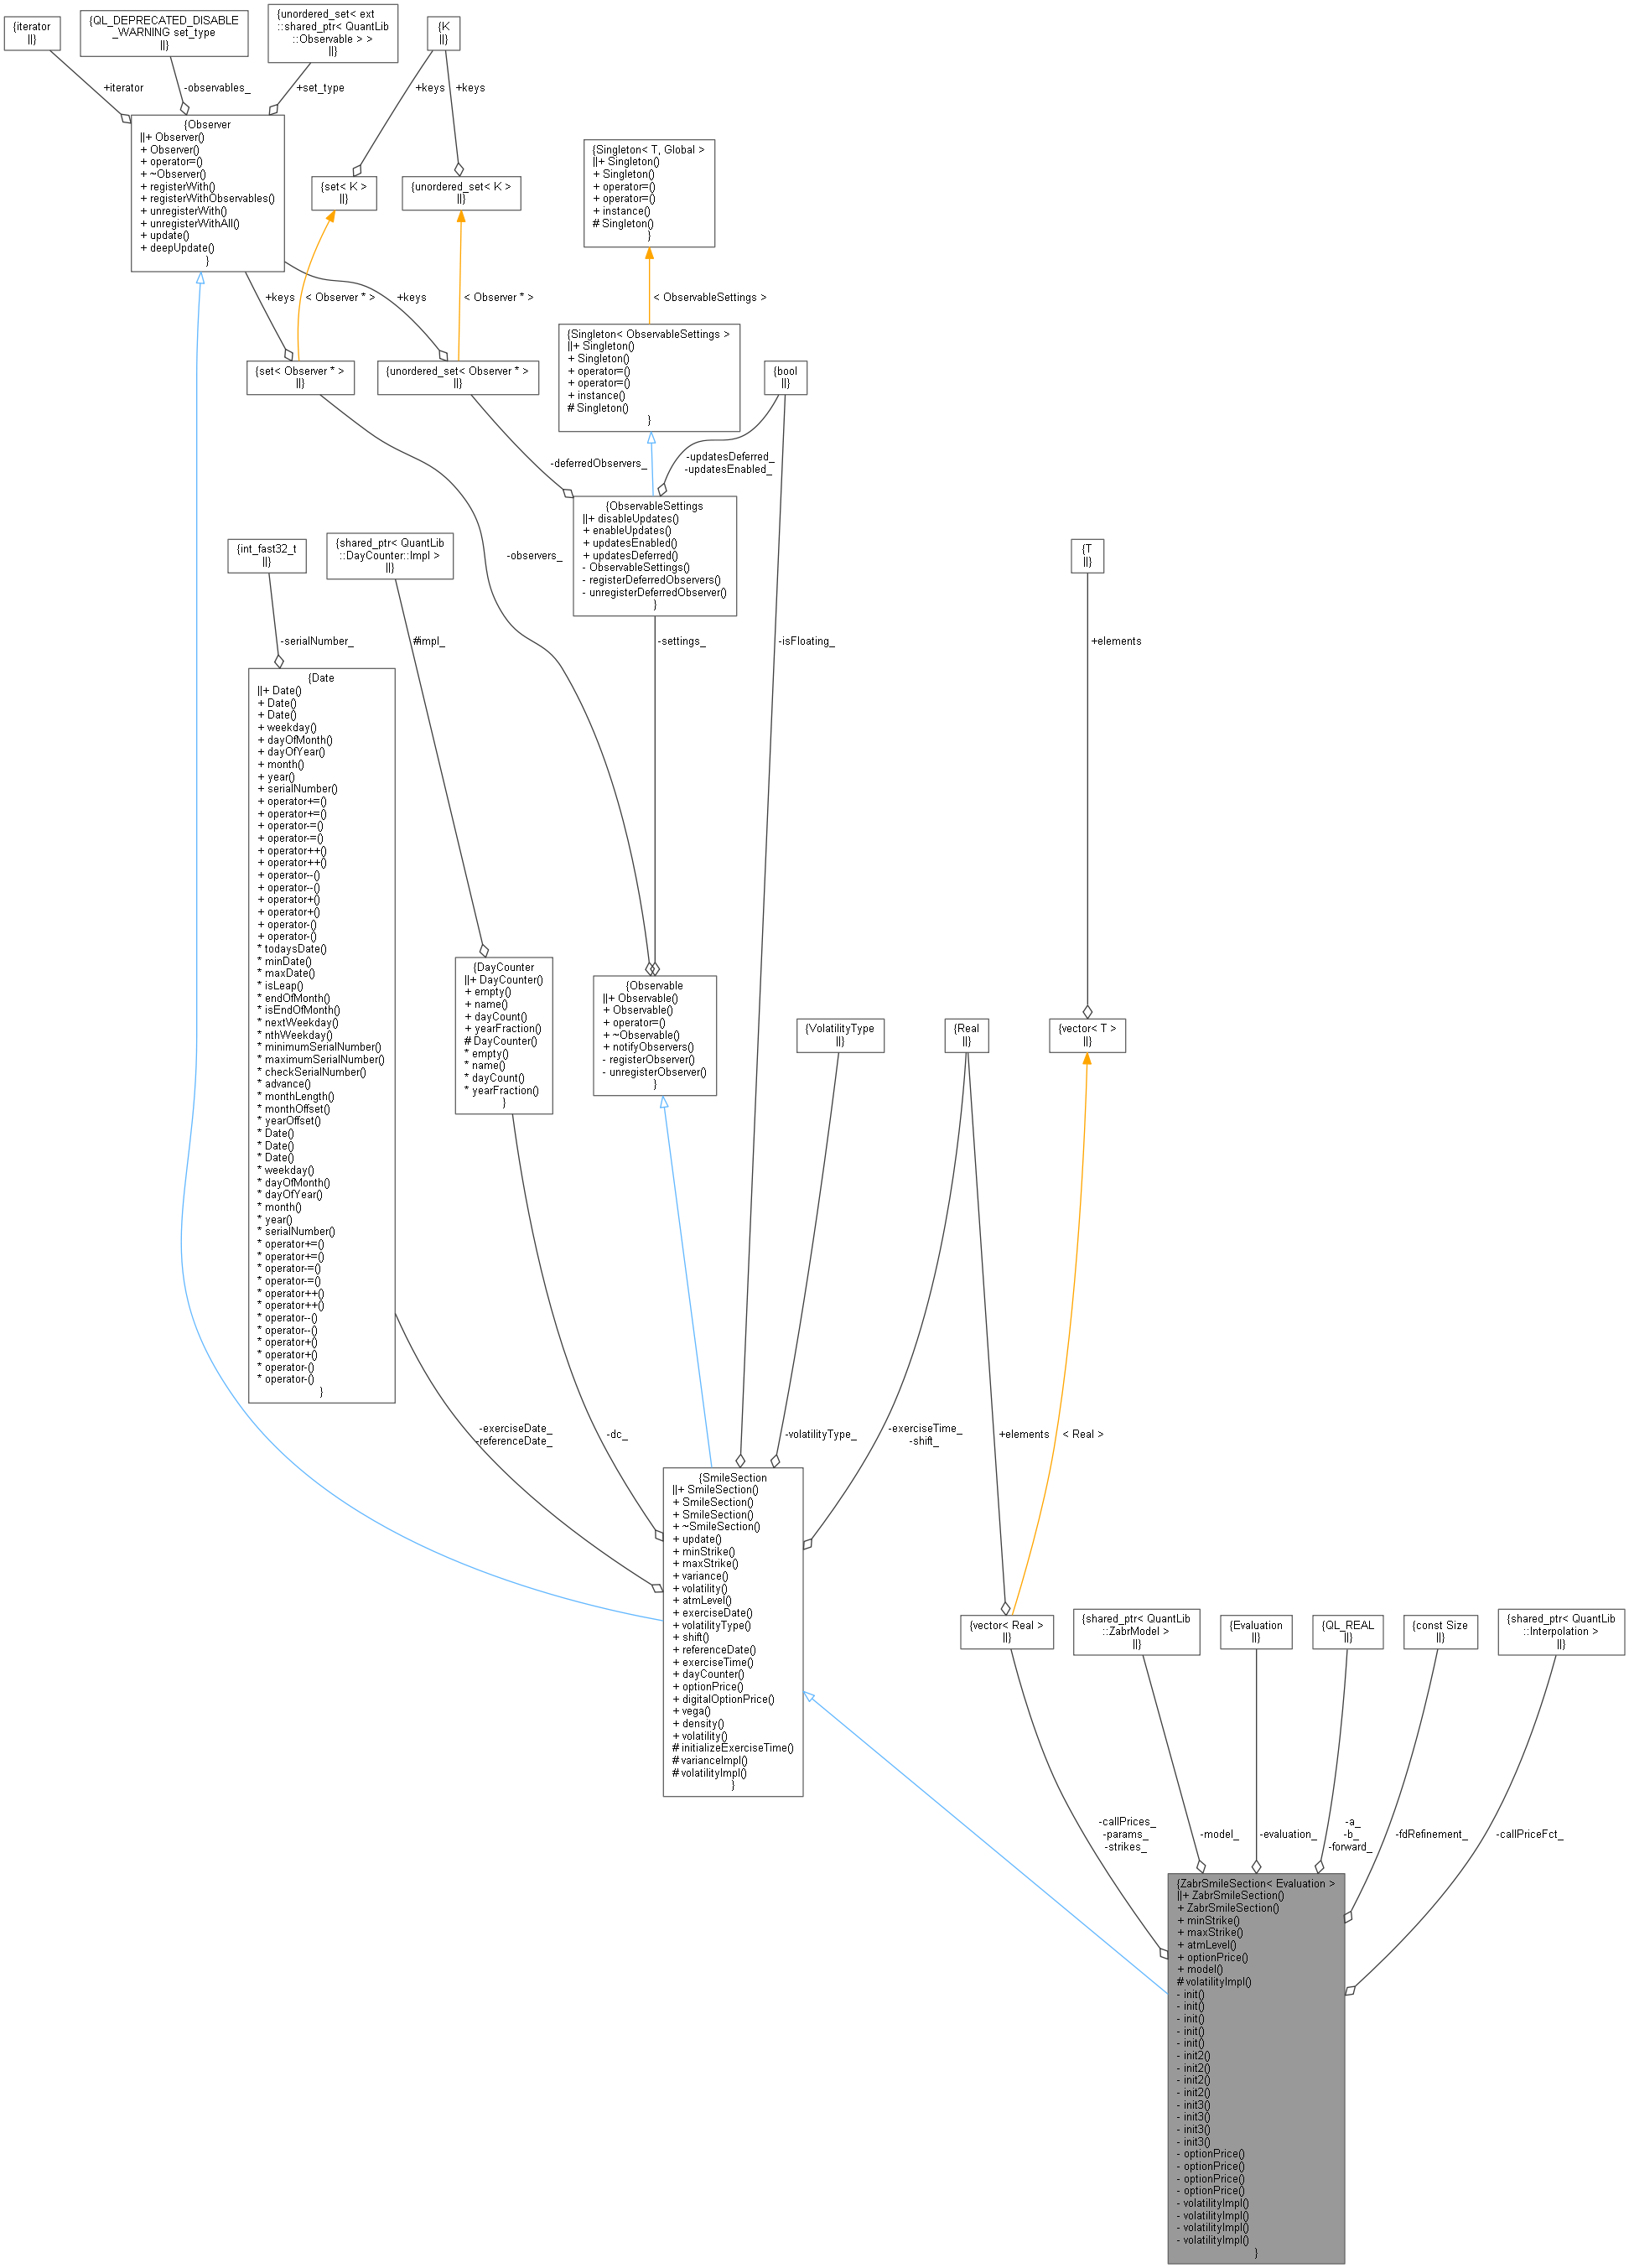 {iterator
||}
{QL_DEPRECATED_DISABLE
_WARNING set_type
||}
{unordered_set< ext
::shared_ptr< QuantLib
::Observable > >
||}
{K
||}
+iterator
-observables_
+set_type
+keys
+keys
{Observer
||+ Observer()
+ Observer()
+ operator=()
+ ~Observer()
+ registerWith()
+ registerWithObservables()
+ unregisterWith()
+ unregisterWithAll()
+ update()
+ deepUpdate()
}
{set< K >
||}
{unordered_set< K >
||}
{Singleton< T, Global >
||+ Singleton()
+ Singleton()
+ operator=()
+ operator=()
+ instance()
# Singleton()
}
+keys
< Observer * >
+keys
< Observer * >
< ObservableSettings >
{set< Observer * >
||}
{unordered_set< Observer * >
||}
{Singleton< ObservableSettings >
||+ Singleton()
+ Singleton()
+ operator=()
+ operator=()
+ instance()
# Singleton()
}
{bool
||}
-deferredObservers_
-updatesDeferred_
-updatesEnabled_
{ObservableSettings
||+ disableUpdates()
+ enableUpdates()
+ updatesEnabled()
+ updatesDeferred()
- ObservableSettings()
- registerDeferredObservers()
- unregisterDeferredObserver()
}
{int_fast32_t
||}
{shared_ptr< QuantLib
::DayCounter::Impl >
||}
-observers_
{T
||}
-serialNumber_
#impl_
-settings_
-isFloating_
+elements
{Date
||+ Date()
+ Date()
+ Date()
+ weekday()
+ dayOfMonth()
+ dayOfYear()
+ month()
+ year()
+ serialNumber()
+ operator+=()
+ operator+=()
+ operator-=()
+ operator-=()
+ operator++()
+ operator++()
+ operator--()
+ operator--()
+ operator+()
+ operator+()
+ operator-()
+ operator-()
* todaysDate()
* minDate()
* maxDate()
* isLeap()
* endOfMonth()
* isEndOfMonth()
* nextWeekday()
* nthWeekday()
* minimumSerialNumber()
* maximumSerialNumber()
* checkSerialNumber()
* advance()
* monthLength()
* monthOffset()
* yearOffset()
* Date()
* Date()
* Date()
* weekday()
* dayOfMonth()
* dayOfYear()
* month()
* year()
* serialNumber()
* operator+=()
* operator+=()
* operator-=()
* operator-=()
* operator++()
* operator++()
* operator--()
* operator--()
* operator+()
* operator+()
* operator-()
* operator-()
}
{DayCounter
||+ DayCounter()
+ empty()
+ name()
+ dayCount()
+ yearFraction()
# DayCounter()
* empty()
* name()
* dayCount()
* yearFraction()
}
{Observable
||+ Observable()
+ Observable()
+ operator=()
+ ~Observable()
+ notifyObservers()
- registerObserver()
- unregisterObserver()
}
{VolatilityType
||}
{Real
||}
{vector< T >
||}
-exerciseDate_
-referenceDate_
-dc_
-volatilityType_
-exerciseTime_
-shift_
+elements
< Real >
{SmileSection
||+ SmileSection()
+ SmileSection()
+ SmileSection()
+ ~SmileSection()
+ update()
+ minStrike()
+ maxStrike()
+ variance()
+ volatility()
+ atmLevel()
+ exerciseDate()
+ volatilityType()
+ shift()
+ referenceDate()
+ exerciseTime()
+ dayCounter()
+ optionPrice()
+ digitalOptionPrice()
+ vega()
+ density()
+ volatility()
# initializeExerciseTime()
# varianceImpl()
# volatilityImpl()
}
{vector< Real >
||}
{shared_ptr< QuantLib
::ZabrModel >
||}
{Evaluation
||}
{QL_REAL
||}
{const Size
||}
{shared_ptr< QuantLib
::Interpolation >
||}
-callPrices_
-params_
-strikes_
-model_
-evaluation_
-a_
-b_
-forward_
-fdRefinement_
-callPriceFct_
{ZabrSmileSection< Evaluation >
||+ ZabrSmileSection()
+ ZabrSmileSection()
+ minStrike()
+ maxStrike()
+ atmLevel()
+ optionPrice()
+ model()
# volatilityImpl()
- init()
- init()
- init()
- init()
- init()
- init2()
- init2()
- init2()
- init2()
- init3()
- init3()
- init3()
- init3()
- optionPrice()
- optionPrice()
- optionPrice()
- optionPrice()
- volatilityImpl()
- volatilityImpl()
- volatilityImpl()
- volatilityImpl()
}